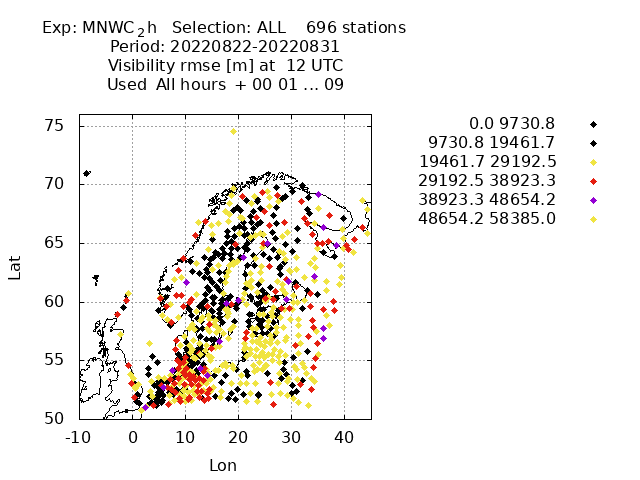 Exp: MNWC_2h   Selection: ALL    696 stations
Period: 20220822-20220831
Visibility rmse [m] at  12 UTC
Used  All hours  + 00 01 ... 09
0.0 9730.8
9730.8 19461.7
19461.7 29192.5
29192.5 38923.3
38923.3 48654.2
48654.2 58385.0
75
70
65
60
55
50
Lat
-10 0 10 20 30 40
Lon